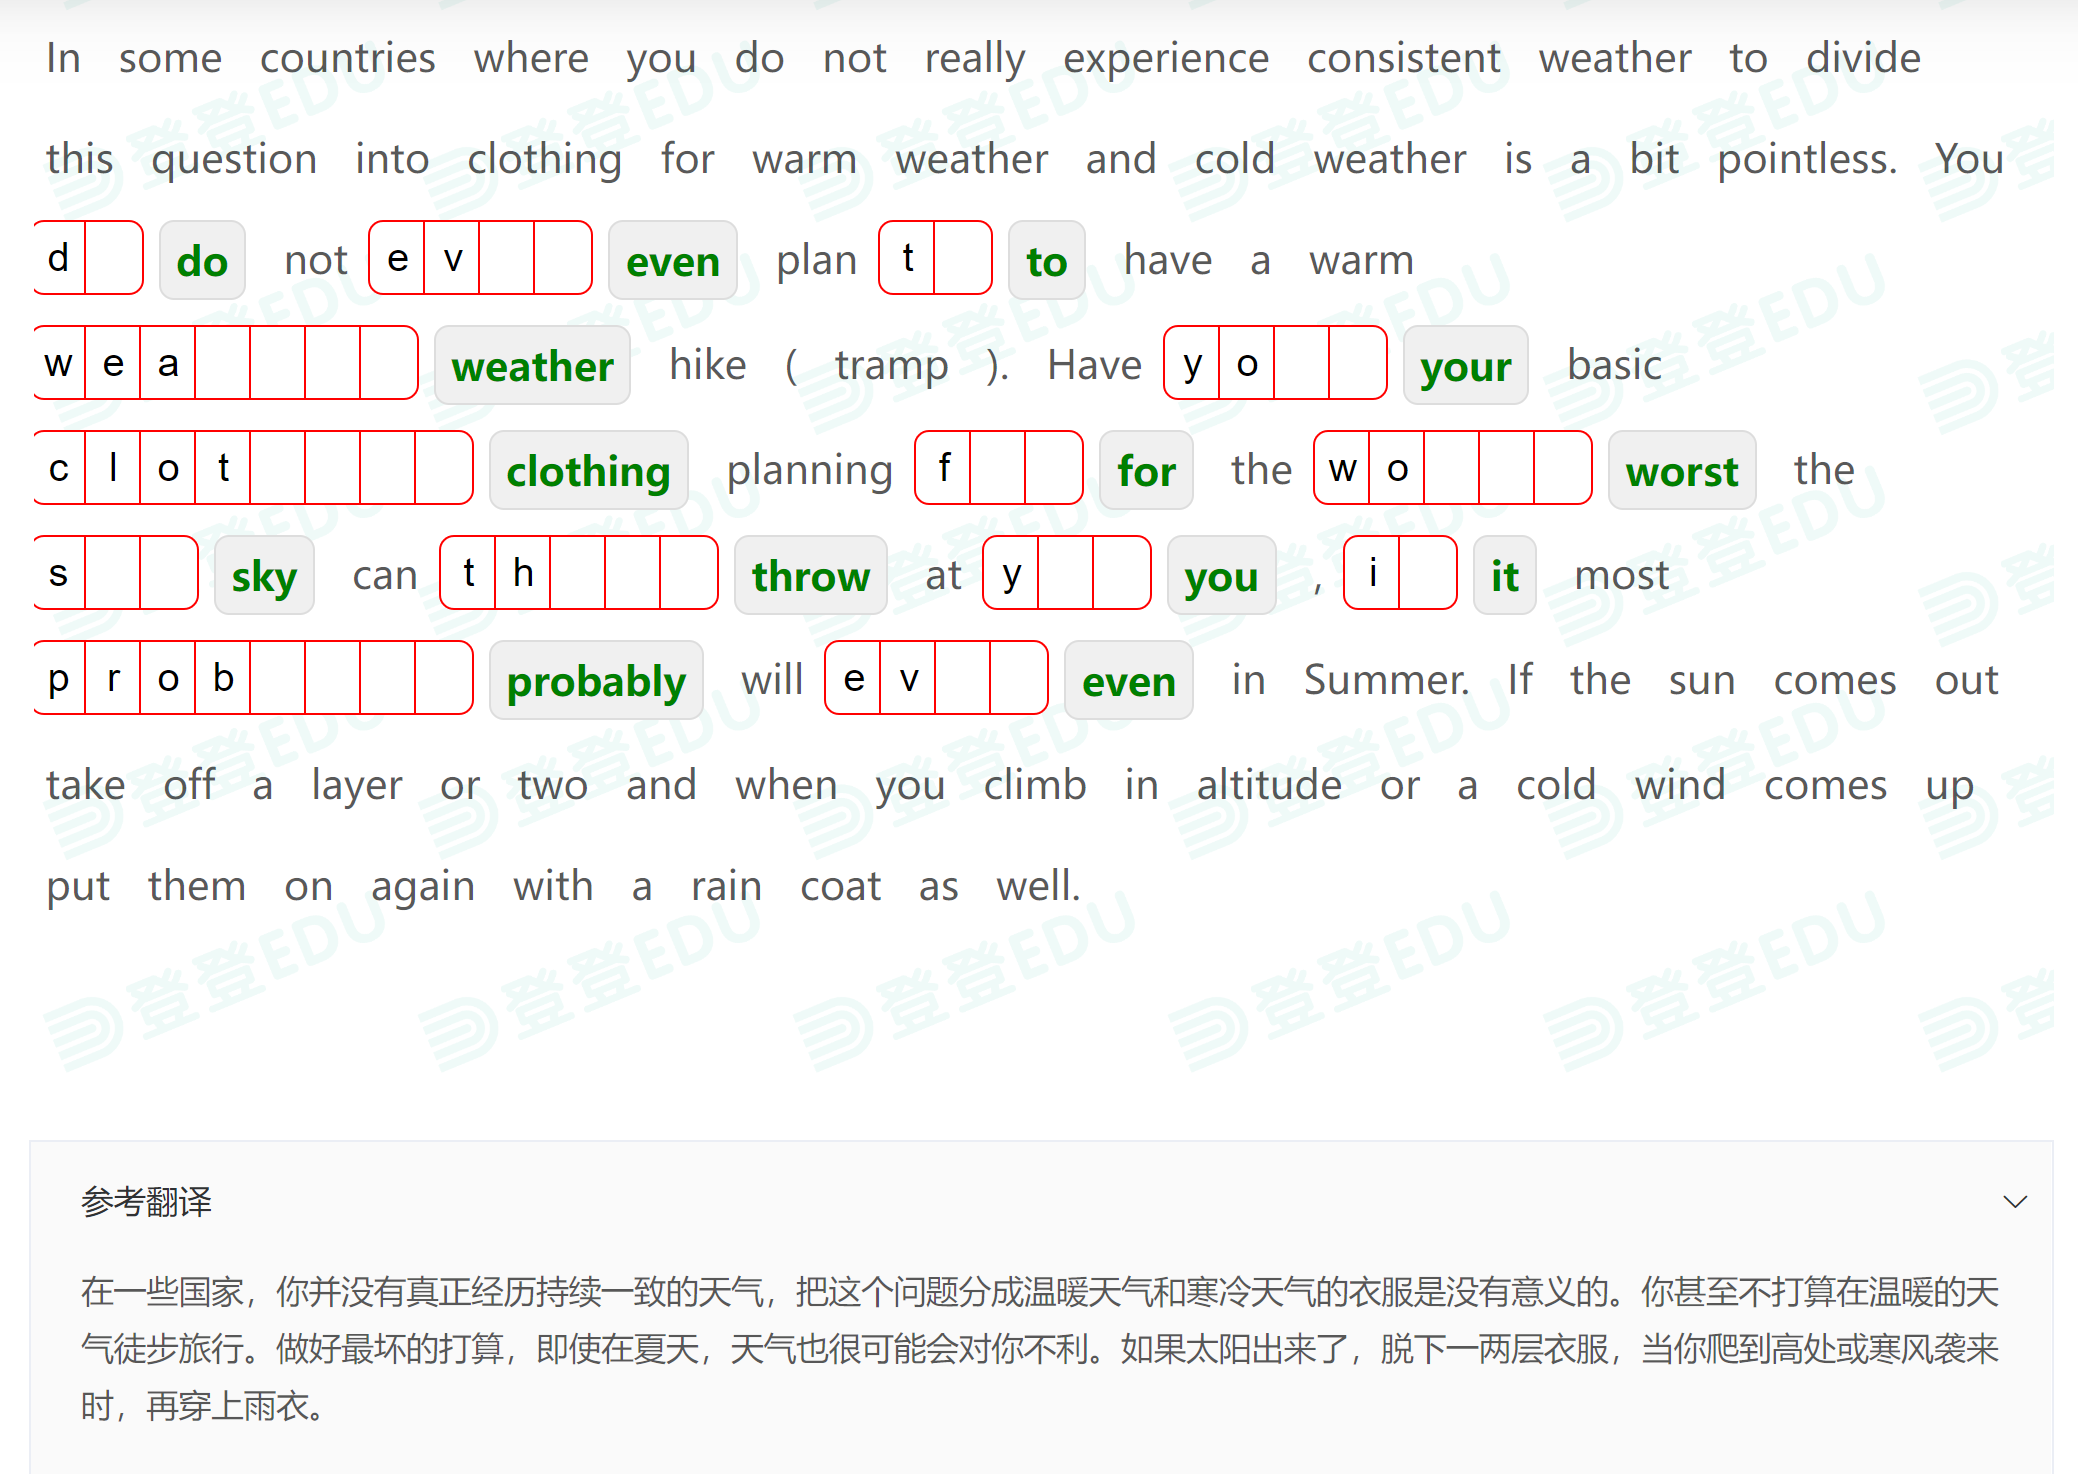 In some countries where you do not really experience consistent weather to divide
this question into clothing for warm weather and cold weather is a bit pointless. You
d do not e v even plan t to have a warm
w e a weather hike ( tramp ). Have y o your basic
c l o t clothing planning f for the w o worst the
s sky can t h throw at y you , i it most
p r o b probably will e v even in Summer. If the sun comes out
take off a layer or two and when you climb in altitude or a cold wind comes up
put them on again with a rain coat as well.
参考翻译
在一些国家，你并没有真正经历持续一致的天气，把这个问题分成温暖天气和寒冷天气的衣服是没有意义的。你甚至不打算在温暖的天
气徒步旅行。做好最坏的打算，即使在夏天，天气也很可能会对你不利。如果太阳出来了，脱下一两层衣服，当你爬到高处或寒风袭来
时，再穿上雨衣。
登登EDU